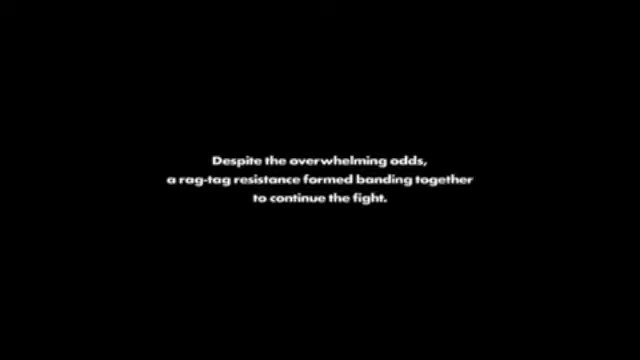 Despite the overwhelming odds,
a rag-tag resistance formed banding together
to continue the fight.